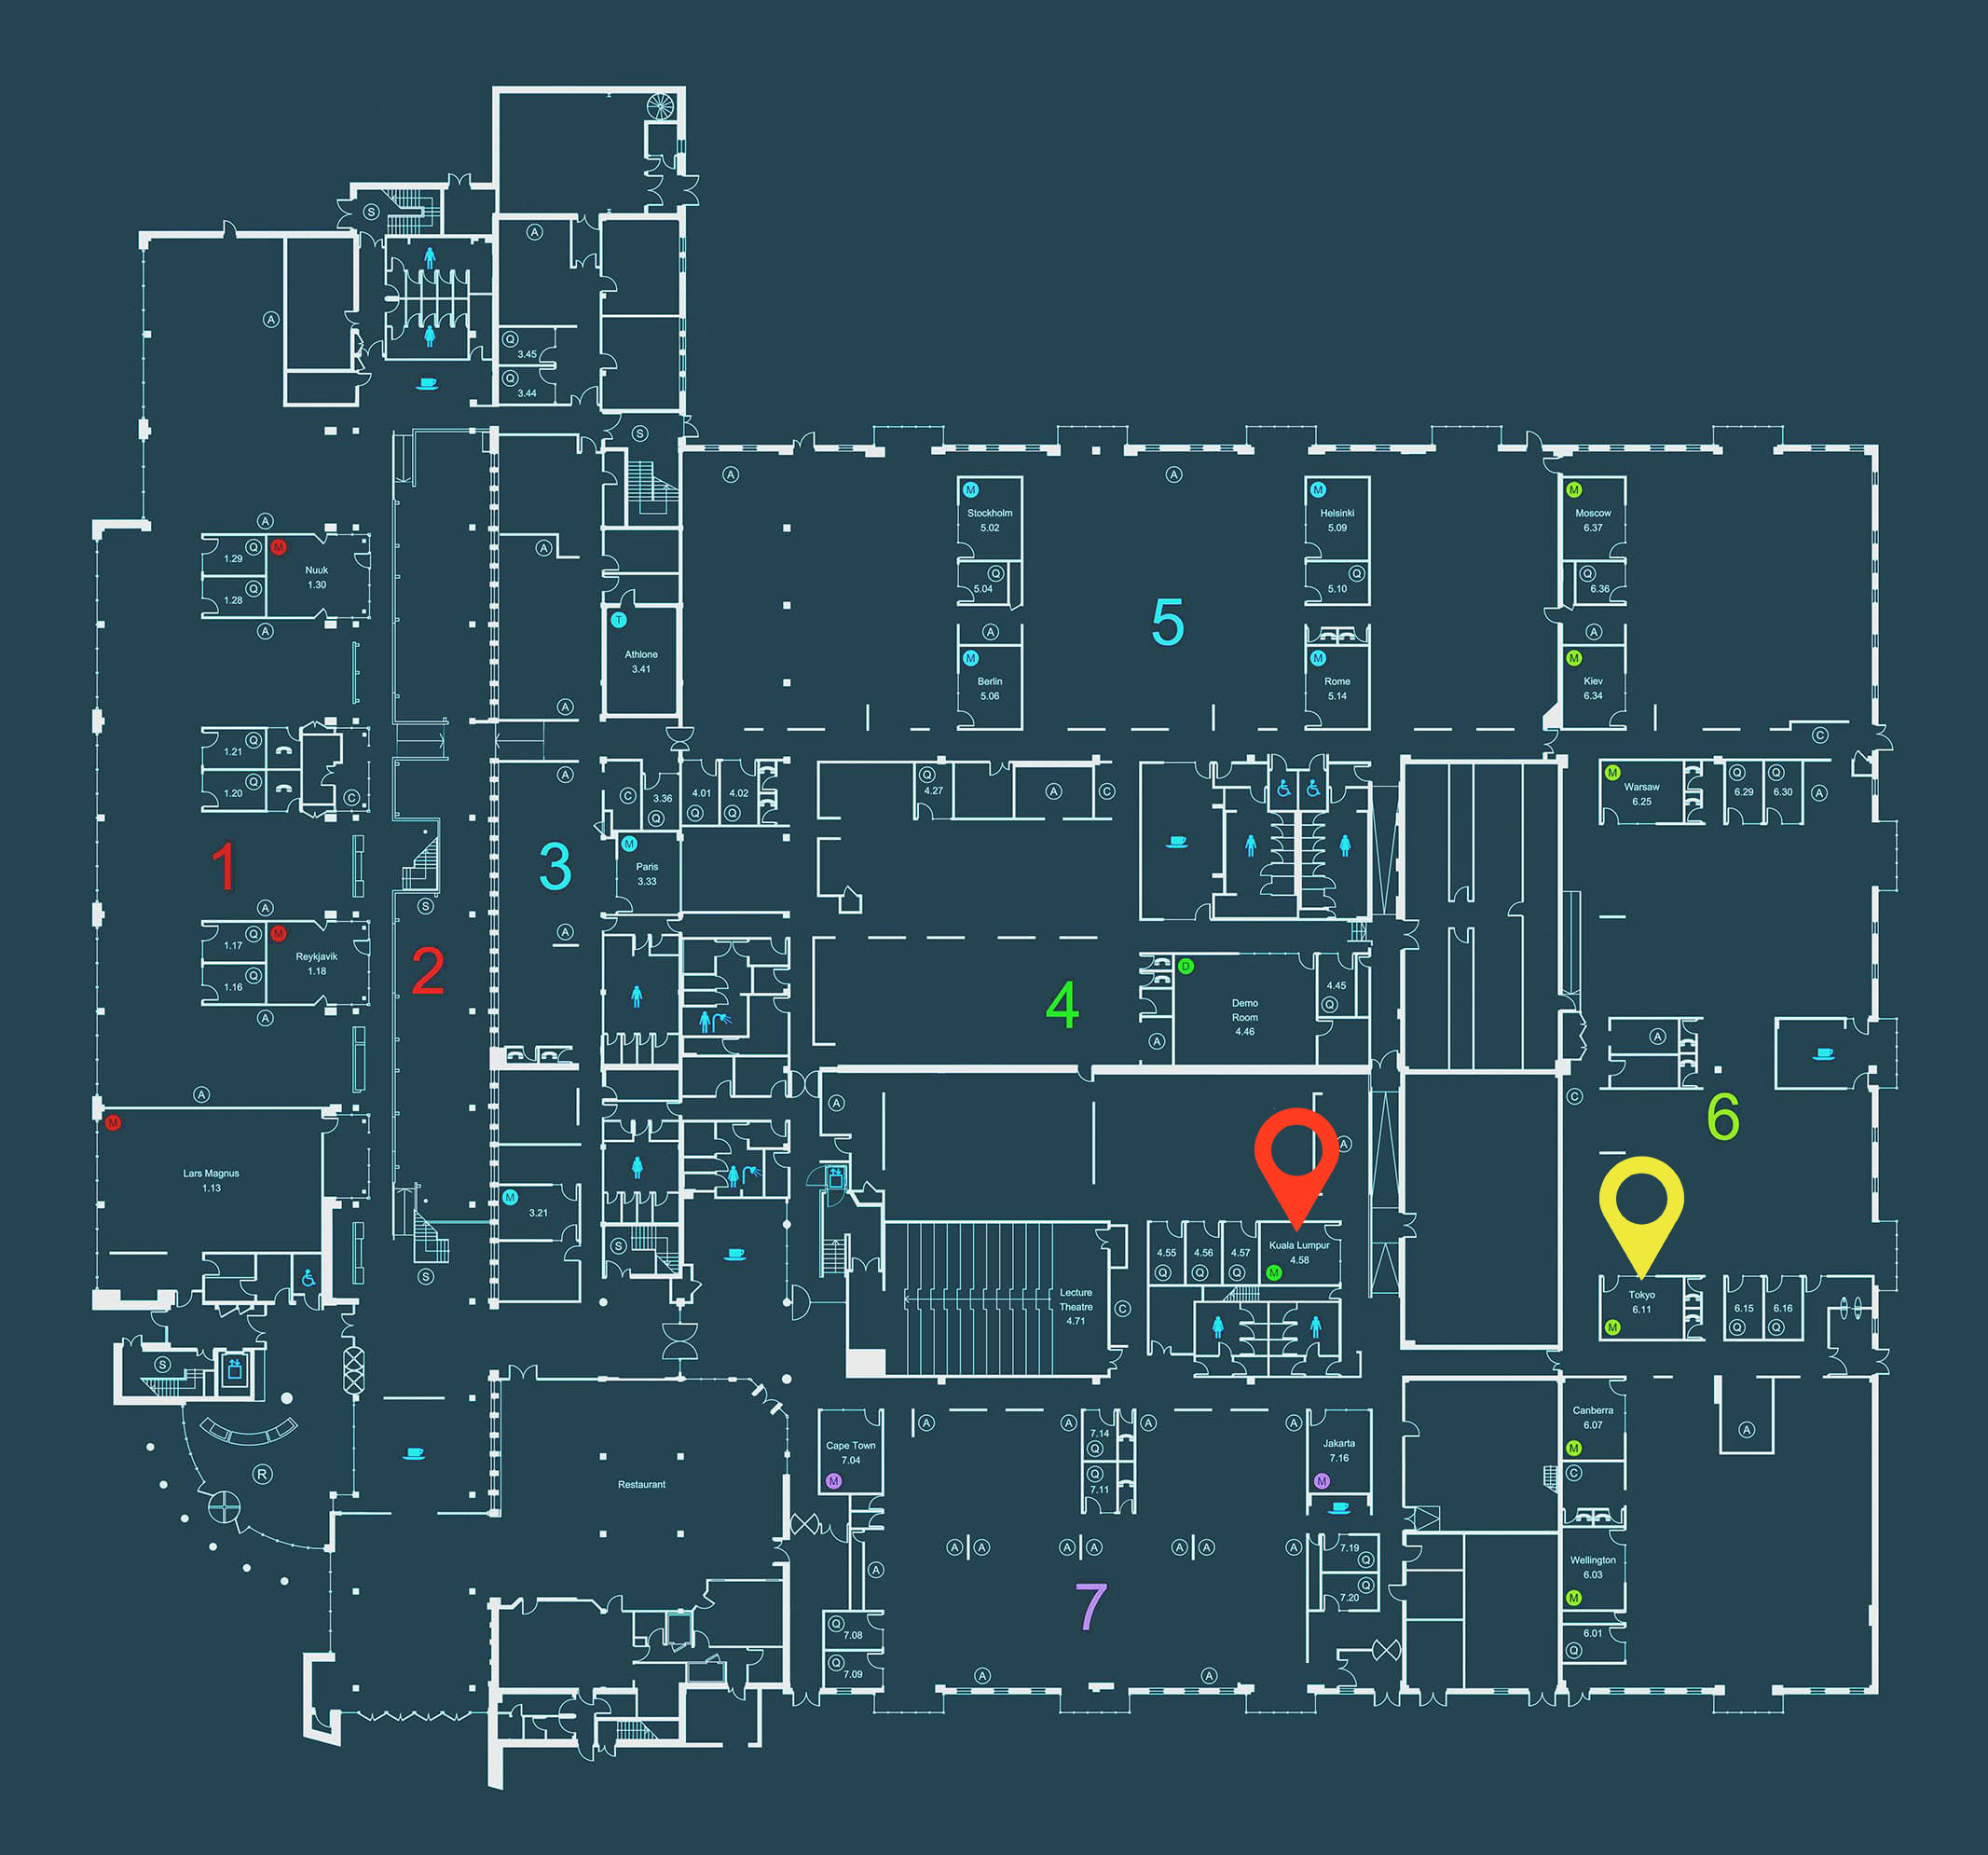 S
A
A
Q
3.45
Q
3.44
S
A
A
M
Stockholm
5.02
M
Helsinki
5.09
M
Moscow
6.37
A
A
1.29
Q
M
Nuuk
1.30
1.28
Q
A
Q
5.04
Q
5.10
Q
6.36
T
Athlone
3.41
5
A
A
M
Berlin
5.06
M
Rome
5.14
M
Kiev
6.34
A
C
1.21
Q
1.20
Q
C
A
C
3.36
Q
4.01
Q
4.02
Q
Q
4.27
A
C
M
Warsaw
6.25
Q
6.29
Q
6.30
A
1
3
M
Paris
3.33
A
S
A
1.17
Q
M
Reykjavik
1.18
1.16
Q
A
2
4
D
Demo
Room
4.46
4.45
Q
A
A
C
6
A
M
Lars Magnus
1.13
A
A
M
3.21
S
S
4.55
Q
4.56
Q
4.57
Q
Kuala Lumpur
4.58
M
Lecture
Theatre
4.71
C
Tokyo
6.11
M
6.15
Q
6.16
Q
S
R
Restaurant
Cape Town
7.04
M
A
A
7.14
Q
Q
7.11
A
A
Jakarta
7.16
M
Canberra
6.07
M
C
A
A
A
A
A
A
A
A
A
7.19
Q
Q
7.20
Wellington
6.03
M
7
Q
7.08
Q
7.09
A
A
6.01
Q